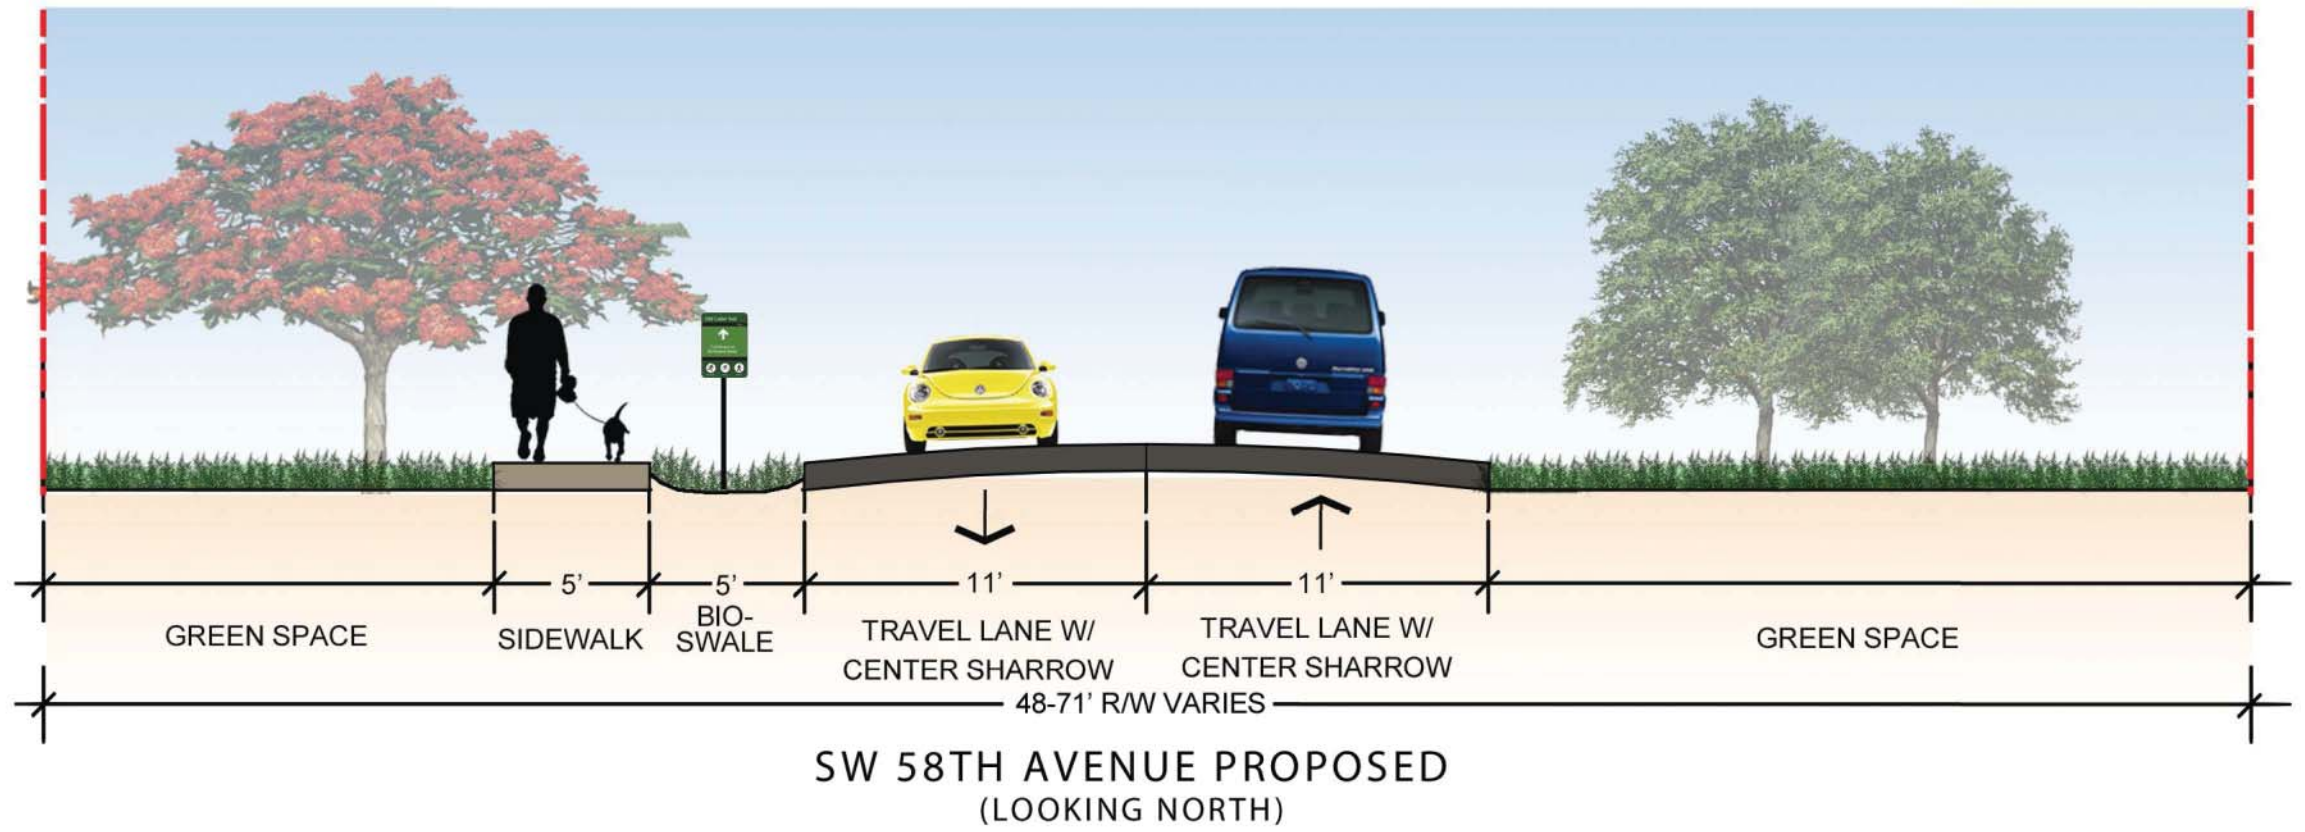 5’
5’
11’
11’
GREEN SPACE
SIDEWALK
BIO-
SWALE
TRAVEL LANE W/
CENTER SHARROW
TRAVEL LANE W/
CENTER SHARROW
GREEN SPACE
48-71’ R/W VARIES
SW 58TH AVENUE PROPOSED
(LOOKING NORTH)